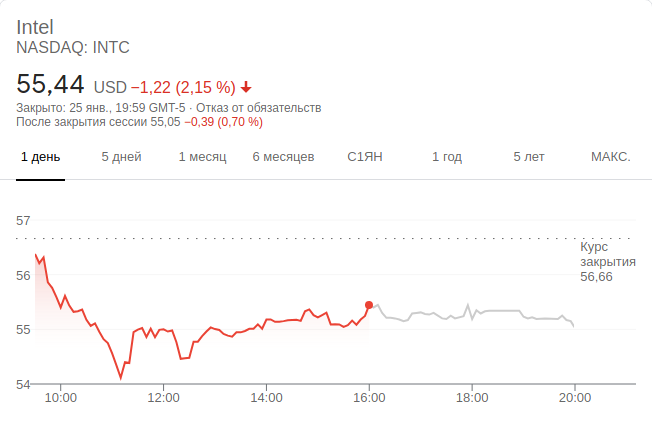 Intel
NASDAQ: INTC
55,44 USD −1,22 (2,15 %)
Закрыто: 25 янв., 19:59 GMT-5 · Отказ от обязательств
После закрытия сессии 55,05 −0,39 (0,70 %)
1 день 5 дней 1 месяц 6 месяцев С1ЯН 1 год 5 лет МАКС.
57
Курс
закрытия
56,66
56
55
54
10:00 12:00 14:00 16:00 18:00 20:00